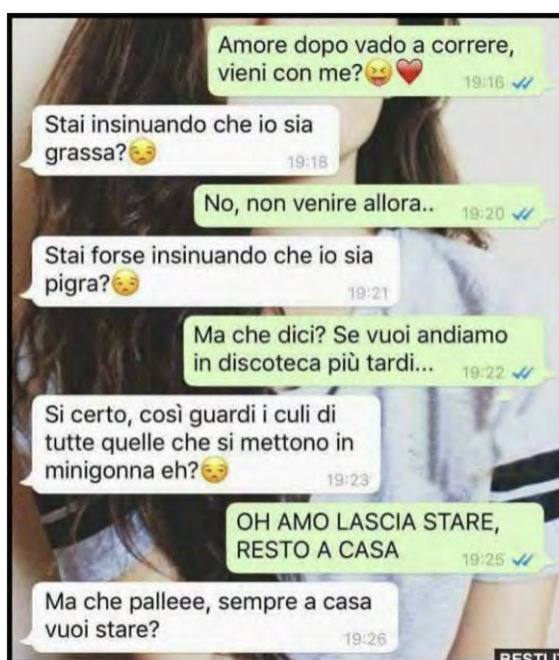 Amore dopo vado a correre,
vieni con me?😝❤️
19:16
Stai insinuando che io sia
grassa?😒
19:18
No, non venire allora..
19:20
Stai forse insinuando che io sia
pigra?😒
19:21
Ma che dici? Se vuoi andiamo
in discoteca più tardi...
19:22
Si certo, così guardi i culi di
tutte quelle che si mettono in
minigonna eh?😒
19:23
OH AMO LASCIA STARE,
RESTO A CASA
19:25
Ma che palleee, sempre a casa
vuoi stare?
19:26